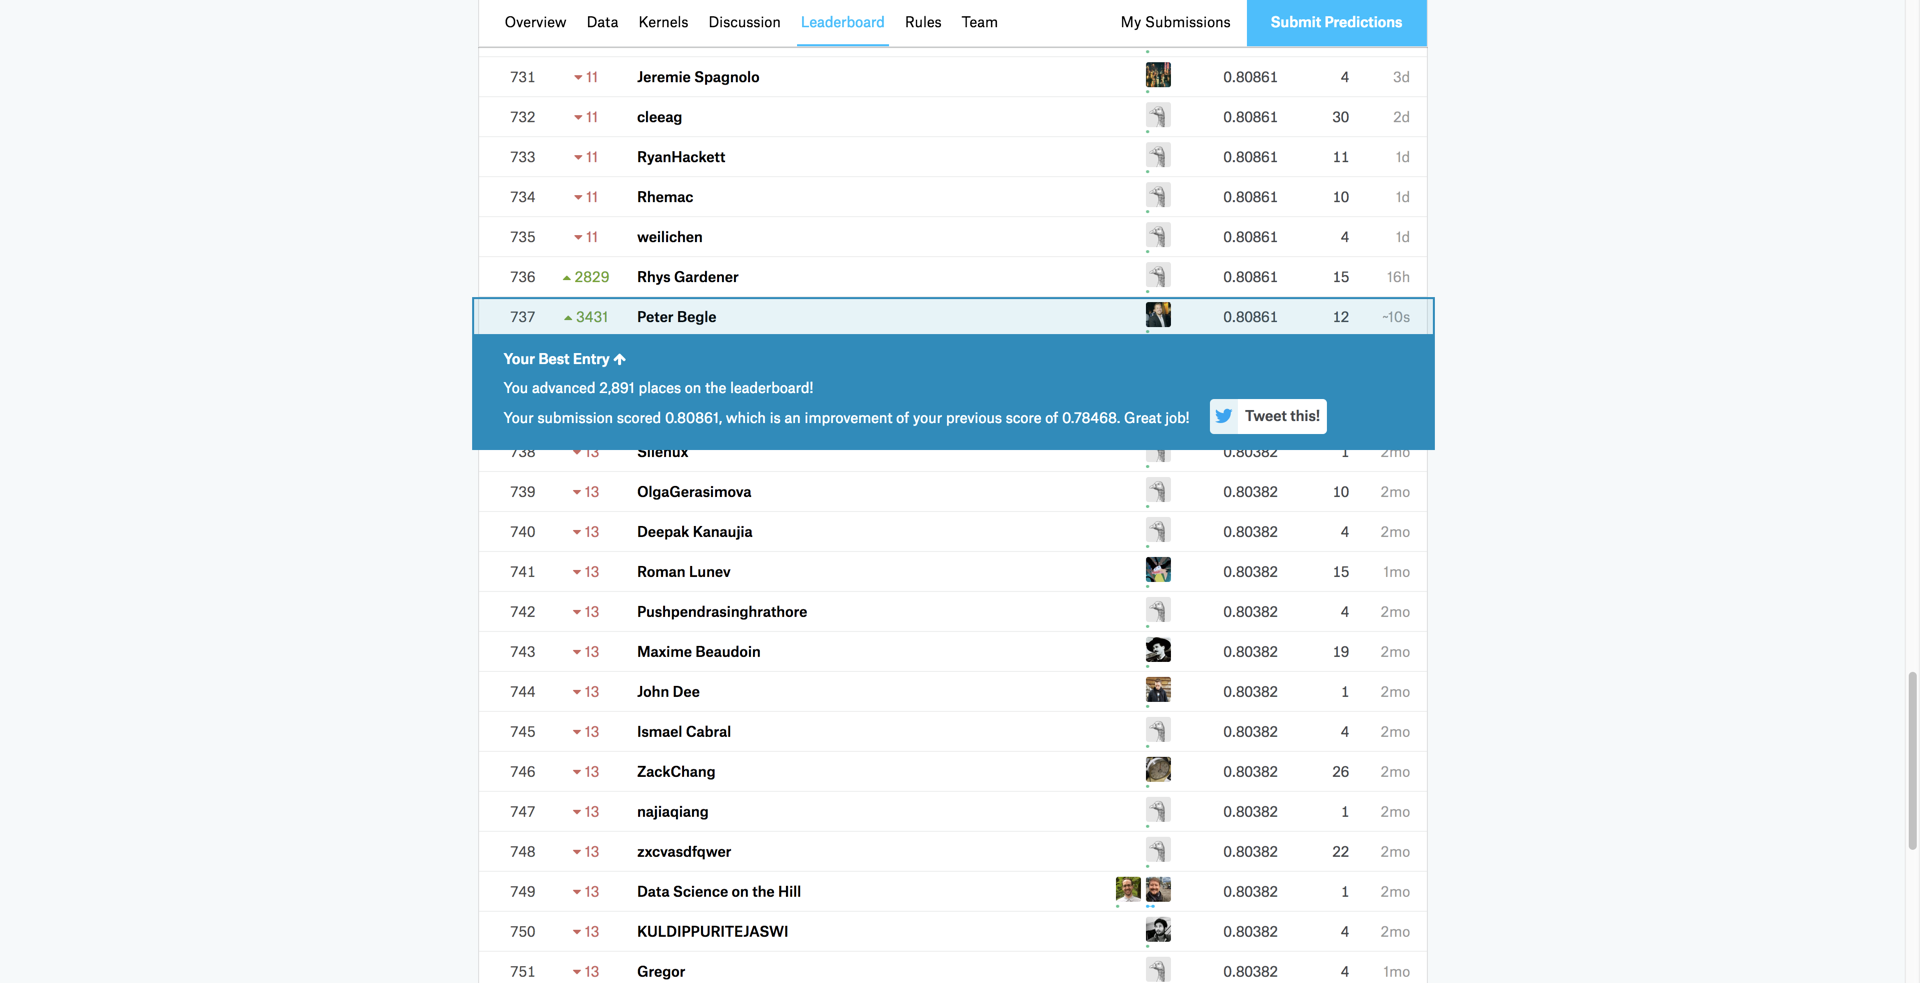 Overview Data Kernels Discussion Leaderboard Rules Team My Submissions Submit Predictions
731 11 Jeremie Spagnolo 0.80861 4 3d
732 11 cleeag 0.80861 30 2d
733 11 RyanHackett 0.80861 11 1d
734 11 Rhemac 0.80861 10 1d
735 11 weilichen 0.80861 4 1d
736 2829 Rhys Gardener 0.80861 15 16h
737 3431 Peter Begle 0.80861 12 ~10s
Your Best Entry
You advanced 2,891 places on the leaderboard!
Your submission scored 0.80861, which is an improvement of your previous score of 0.78468. Great job! Tweet this!
738 13 Silenux 0.80382 1 2mo
739 13 OlgaGerasimova 0.80382 10 2mo
740 13 Deepak Kanaujia 0.80382 4 2mo
741 13 Roman Lunev 0.80382 15 1mo
742 13 Pushpendrasinghrathore 0.80382 4 2mo
743 13 Maxime Beaudoin 0.80382 19 2mo
744 13 John Dee 0.80382 1 2mo
745 13 Ismael Cabral 0.80382 4 2mo
746 13 ZackChang 0.80382 26 2mo
747 13 najiaqiang 0.80382 1 2mo
748 13 zxcvasdfqwer 0.80382 22 2mo
749 13 Data Science on the Hill 0.80382 1 2mo
750 13 KULDIPPURITEJASWI 0.80382 4 2mo
751 13 Gregor 0.80382 4 1mo